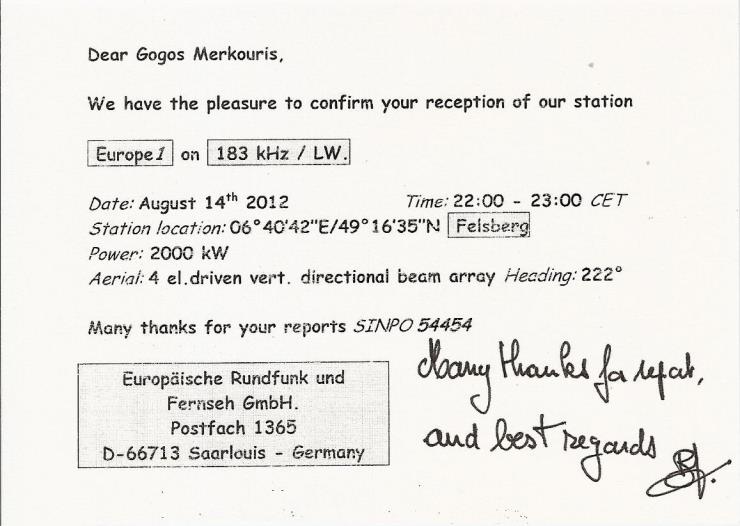 Dear Gogos Merkouris,
We have the pleasure to confirm your reception of our station
Europe1 on 183 kHz / LW.
Date: August 14th 2012 Time: 22:00 - 23:00 CET
Station location: 06°40'42"E/49°16'35"N Felsberg
Power: 2000 kW
Aerial: 4 el.driven vert. directional beam array Heading: 222°
Many thanks for your reports SINPO 54454
Europäische Rundfunk und
Fernseh GmbH.
Postfach 1365
D-66713 Saarlouis - Germany
Many thanks for repat,
and best regards